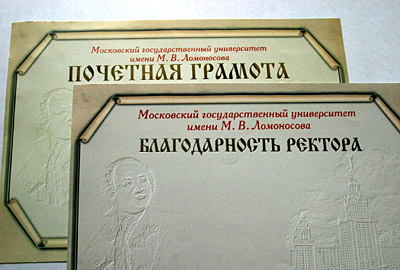 Московский государственный университет
имени М. В. Ломоносова
ПОЧЕТНАЯ ГРАМОТА
Московский государственный университет
имени М. В. Ломоносова
БЛАГОДАРНОСТЬ РЕКТОРА